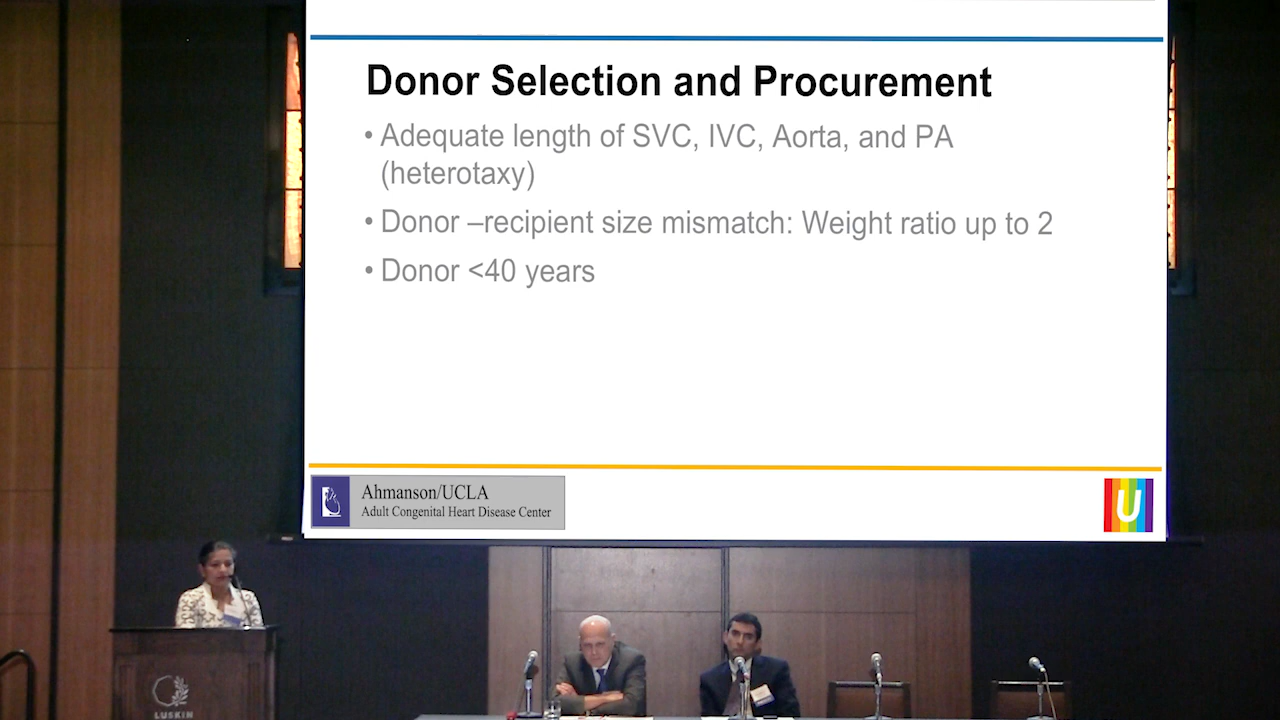 Donor Selection and Procurement
• Adequate length of SVC, IVC, Aorta, and PA
(heterotaxy)
• Donor –recipient size mismatch: Weight ratio up to 2
• Donor <40 years
Ahmanson/UCLA
Adult Congenital Heart Disease Center
U
LUSKIN